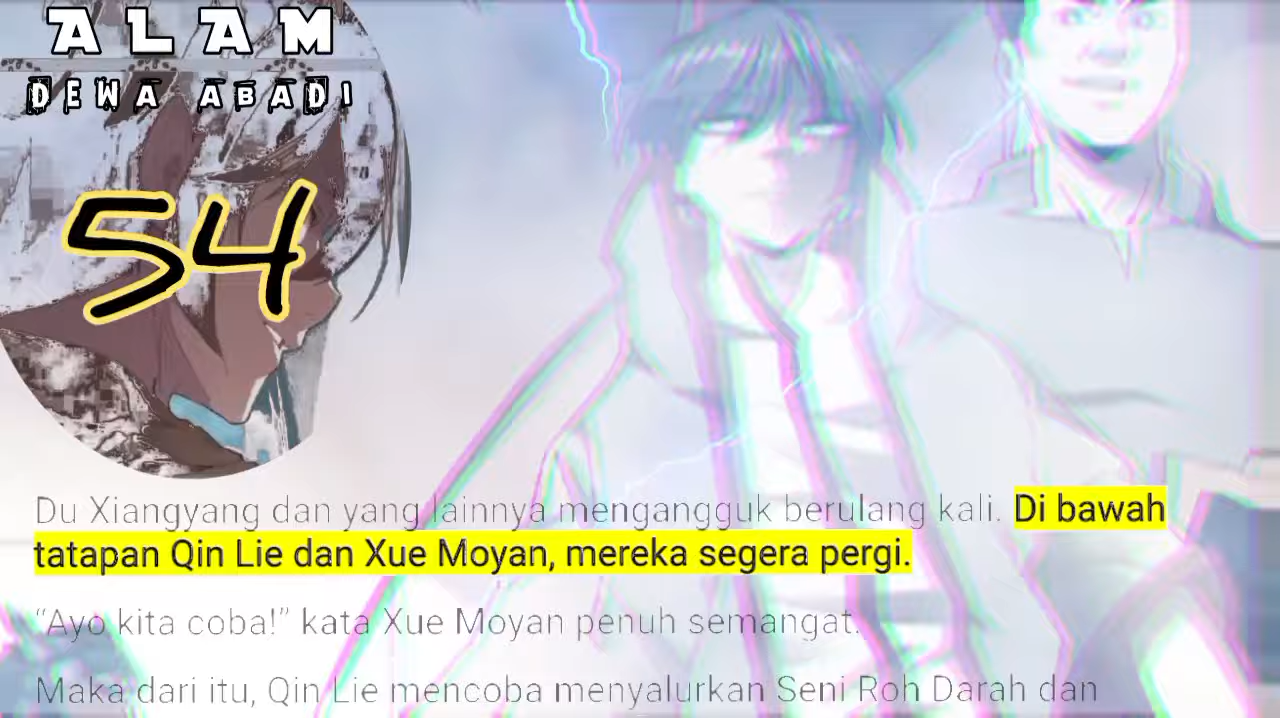 ALAM
DEWA ABADI
54
Du Xiangyang dan yang lainnya mengangguk berulang kali. Di bawah
tatapan Qin Lie dan Xue Moyan, mereka segera pergi.
“Ayo kita coba!” kata Xue Moyan penuh semangat.
Maka dari itu, Qin Lie mencoba menyalurkan Seni Roh Darah dan